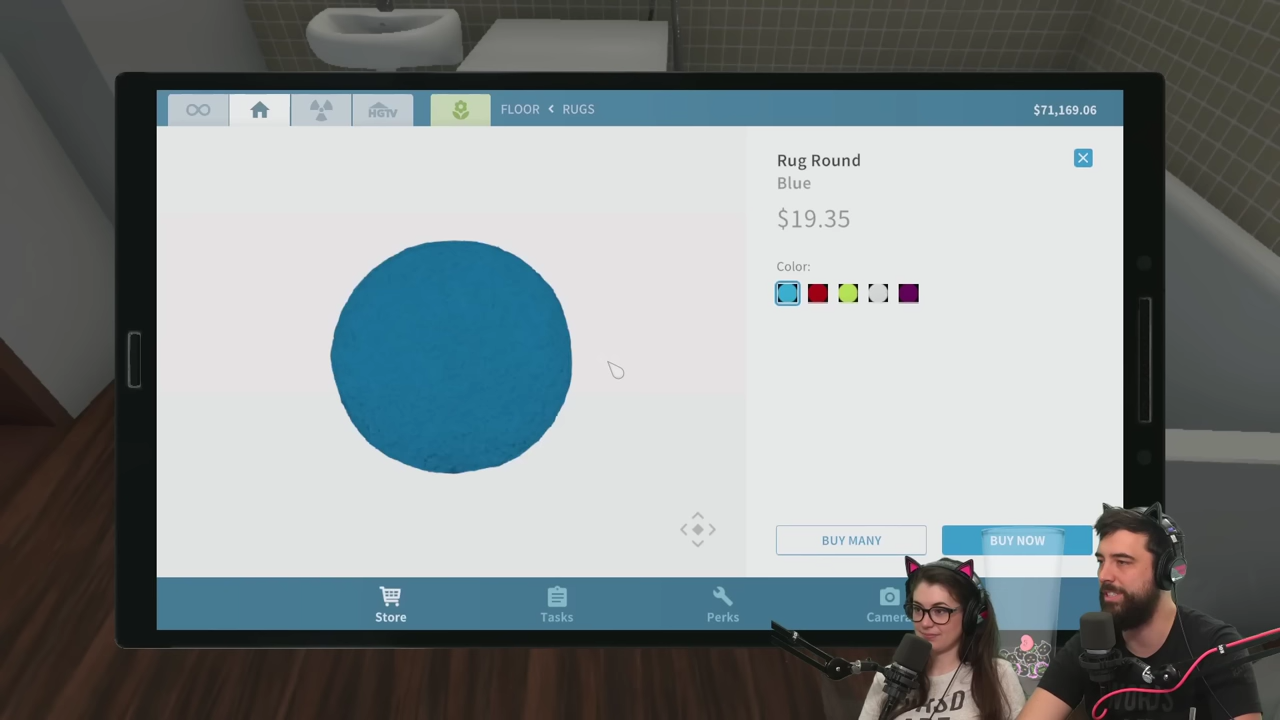 HGTV
FLOOR < RUGS
$71,169.06
Rug Round
Blue
$19.35
Color:
BUY MANY
BUY NOW
Store
Tasks
Perks
Camera